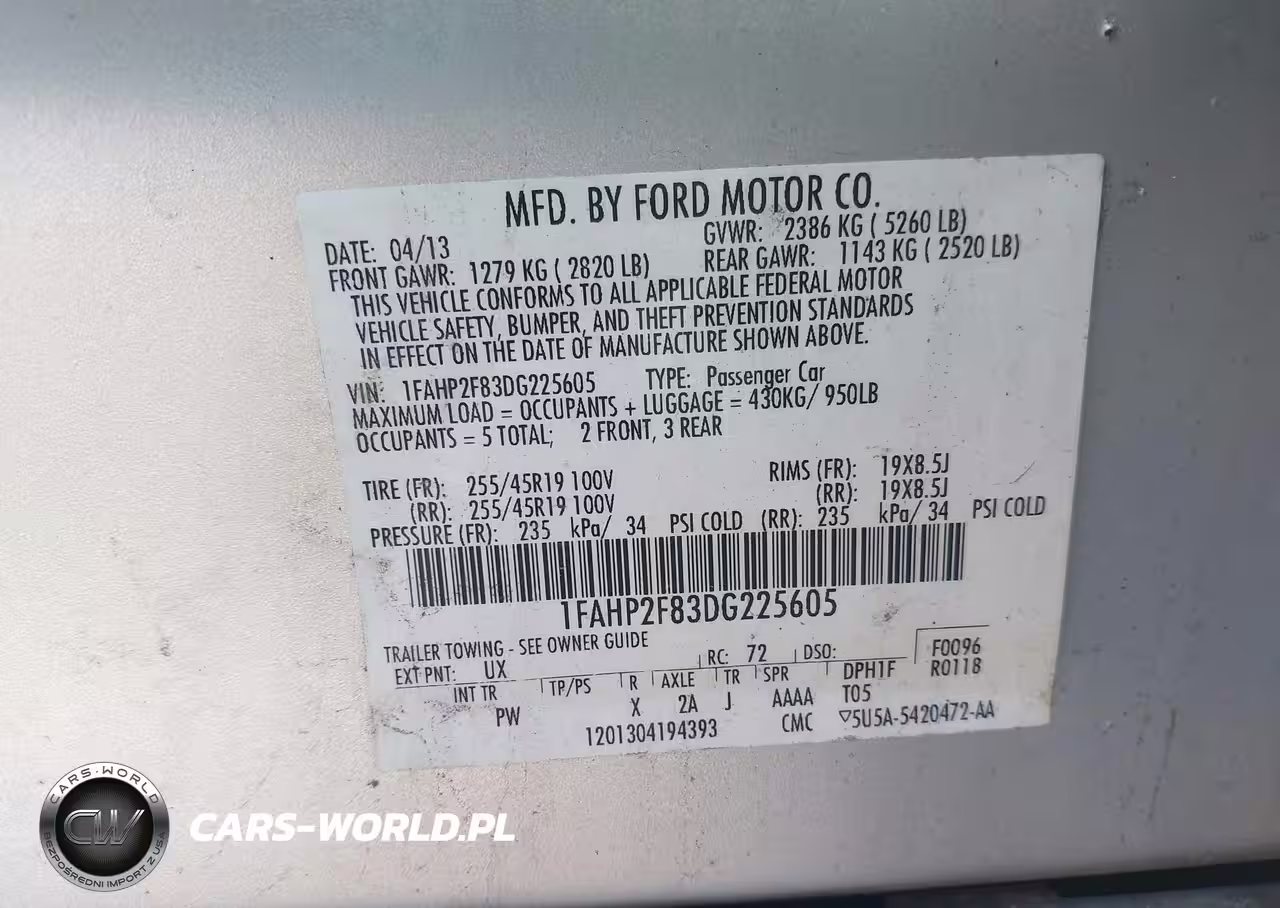 MFD. BY FORD MOTOR CO.
DATE: 04/13 GVWR: 2386 KG ( 5260 LB)
FRONT GAWR: 1279 KG ( 2820 LB) REAR GAWR: 1143 KG ( 2520 LB)
THIS VEHICLE CONFORMS TO ALL APPLICABLE FEDERAL MOTOR
VEHICLE SAFETY, BUMPER, AND THEFT PREVENTION STANDARDS
IN EFFECT ON THE DATE OF MANUFACTURE SHOWN ABOVE.
VIN: 1FAHP2F83DG225605 TYPE: Passenger Car
MAXIMUM LOAD = OCCUPANTS + LUGGAGE = 430KG/ 950LB
OCCUPANTS = 5 TOTAL; 2 FRONT, 3 REAR
TIRE (FR): 255/45R19 100V RIMS (FR): 19X8.5J
(RR): 255/45R19 100V (RR): 19X8.5J
PRESSURE (FR): 235 kPa/ 34 PSI COLD (RR): 235 kPa/ 34 PSI COLD
1FAHP2F83DG225605
TRAILER TOWING - SEE OWNER GUIDE
EXT PNT: UX RC: 72 DSO: F0096
R0118
INT TR TP/PS R AXLE TR SPR DPH1F
PW X 2A J AAAA T05
1201304194393 CMC ▽5U5A-5420472-AA
CARS-WORLD
CW
BEZPOŚREDNI IMPORT Z USA
CARS-WORLD.PL